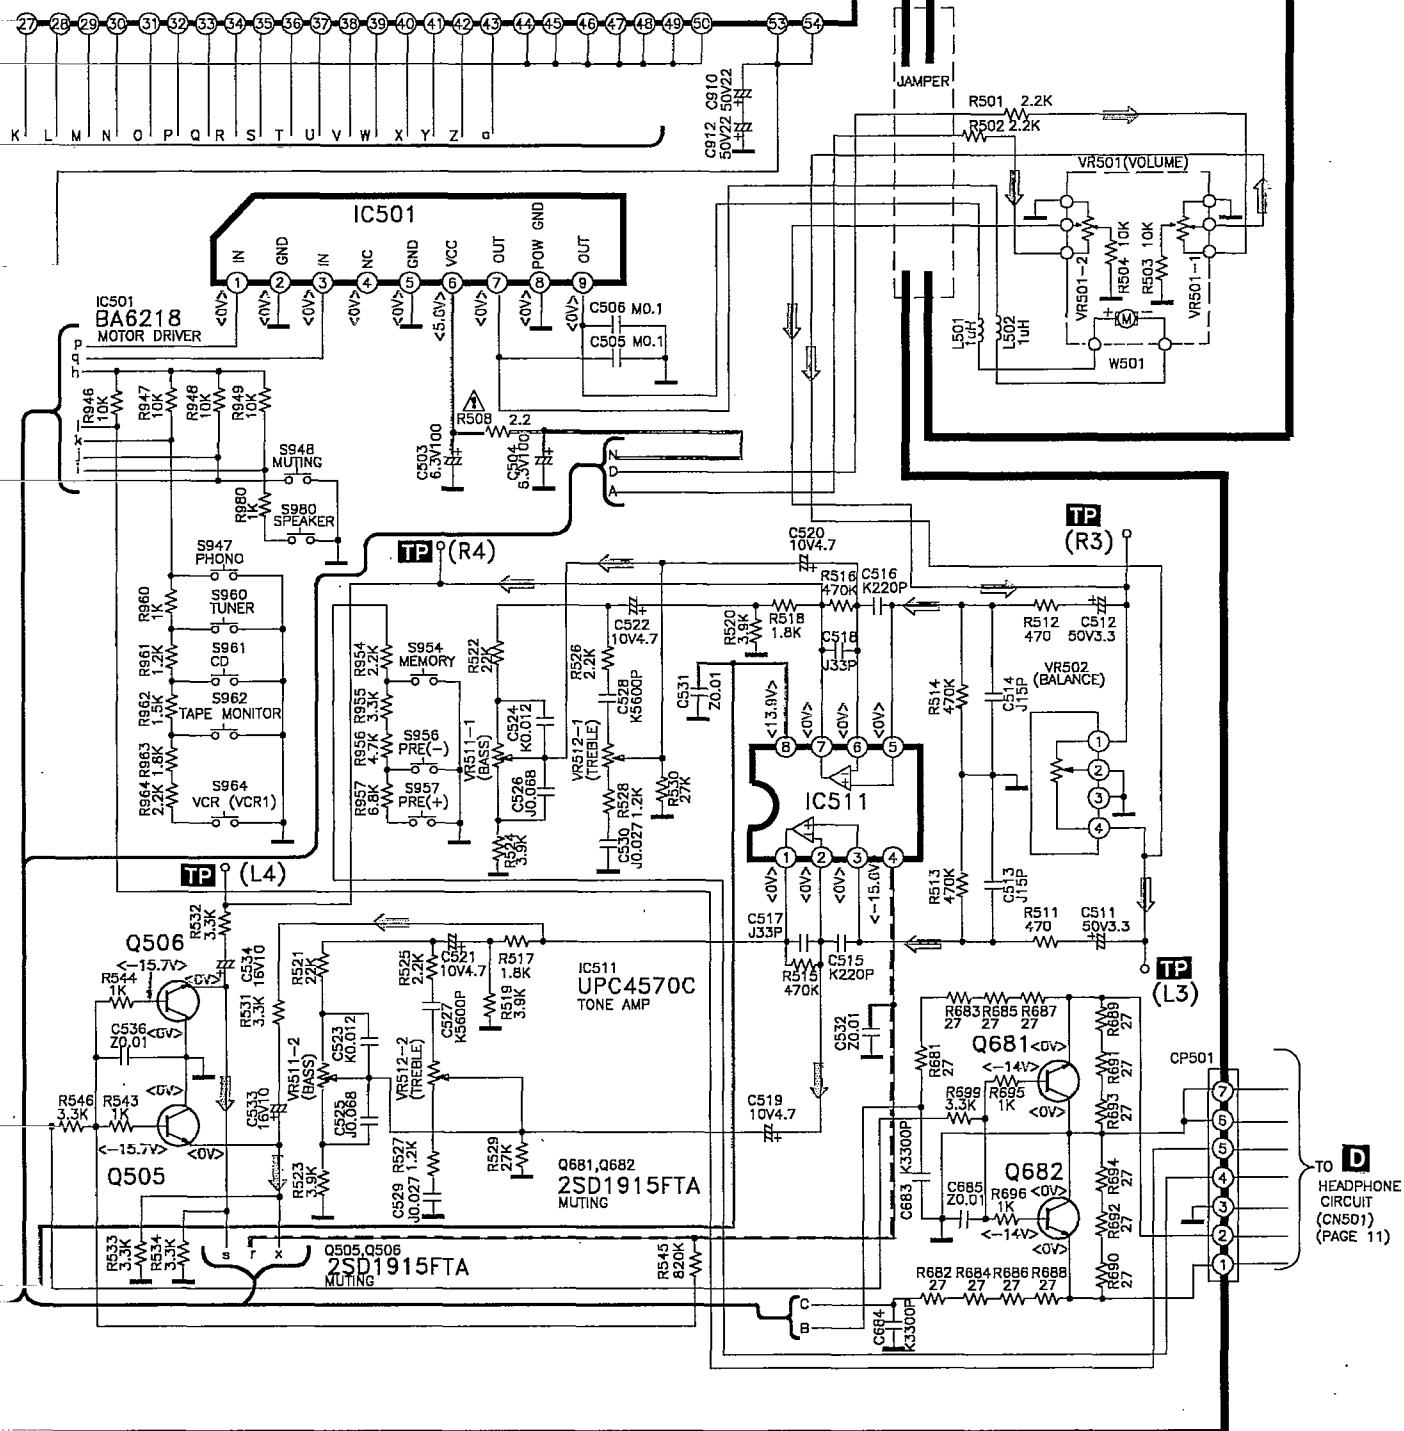 27 28 29 30 31 32 33 34 35 36 37 38 39 40 41 42 43 44 45 46 47 48 49 50 53 54
K L M N O P Q R S T U V W X Y Z a
C912 50V22
C910 50V22
JAMPER
R501 2.2K
R502 2.2K
VR501(VOLUME)
VR501-2
R504 10K
R503 10K
VR501-1
L501 1uH
L502 1uH
+ M -
W501
IC501
IN GND IN NC GND VCC OUT POW GND OUT
1 2 3 4 5 6 7 8 9
<0V> <0V> <0V> <0V> <5.0V> <0V> <0V>
C506 M0.1
C505 M0.1
IC501
BA6218
MOTOR DRIVER
p
q
h
k
R946 10K
R947 10K
R948 10K
R949 10K
R508 2.2
C503 6.3V100
C504 6.3V100
N
D
A
S948
MUTING
R980 1K
S980
SPEAKER
S947
PHONO
R960 1K
S960
TUNER
R961 1.2K
S961
CD
R962 1.5K
S962
TAPE MONITOR
R963 1.8K
R964 2.2K
S964
VCR (VCR1)
TP (R4)
TP
(R3)
C520
10V4.7
R516
470K
C516
K220P
R518
1.8K
R520 3.9K
C518
J33P
C522
10V4.7
R512
470
C512
50V3.3
VR502
(BALANCE)
R514 470K
C514 J15P
1
2
3
4
R954 2.2K
S954
MEMORY
R955 3.3K
R956 4.7K
S956
PRE(-)
R957 6.8K
S957
PRE(+)
R522 22K
VR511-1 (BASS)
C524 K0.012
C526 J0.068
R524 3.9K
R526 2.2K
C528 K5600P
VR512-1 (TREBLE)
R528 1.2K
C530 J0.027
R530 27K
C531 Z0.01
<13.9V> <0V> <0V> <0V>
8 7 6 5
IC511
1 2 3 4
<0V> <0V> <0V> <-15.0V>
R513 470K
C513 J15P
R511
470
C511
50V3.3
TP
(L3)
C517
J33P
R515
470K
C515
K220P
TP (L4)
R532 3.3K
C534 16V10
Q506
<-15.7V>
<0V>
R544
1K
C536
Z0.01
<0V>
<0V>
R546
3.3K
R543
1K
<-15.7V>
<0V>
Q505
R531 3.3K
C533 16V10
R521 22K
VR511-2 (BASS)
C523 K0.012
C525 J0.068
R523 3.9K
R525 2.2K
C521
10V4.7
C527 K5600P
VR512-2 (TREBLE)
R527 1.2K
C529 J0.027
R517
1.8K
R519 3.9K
R529 27K
IC511
UPC4570C
TONE AMP
C519
10V4.7
C532 Z0.01
R533 3.3K
R534 3.3K
s r x
Q505,Q506
2SD1915FTA
MUTING
Q681,Q682
2SD1915FTA
MUTING
R545 820K
R683 R685 R687
27 27 27
R681 27
Q681 <0V>
<-14V>
R699
3.3K
R695
1K
<0V>
R689 27
R691 27
R693 27
R694 27
R692 27
R690 27
C683 K3300P
C685
Z0.01
Q682
<0V>
R696
1K
<-14V>
<0V>
R682 R684 R686 R688
27 27 27 27
C684 K3300P
C
B
CP501
7
6
5
4
3
2
1
TO D
HEADPHONE
CIRCUIT
(CN501)
(PAGE 11)